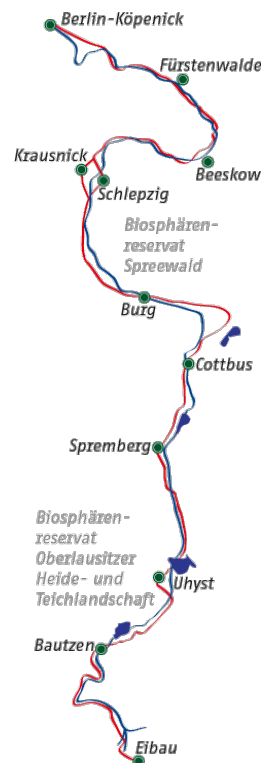 Berlin-Köpenick
Fürstenwalde
Krausnick
Beeskow
Schlepzig
Biosphären-
reservat
Spreewald
Burg
Cottbus
Spremberg
Biosphären-
reservat
Oberlausitzer
Heide- und
Teichlandschaft
Uhyst
Bautzen
Eibau